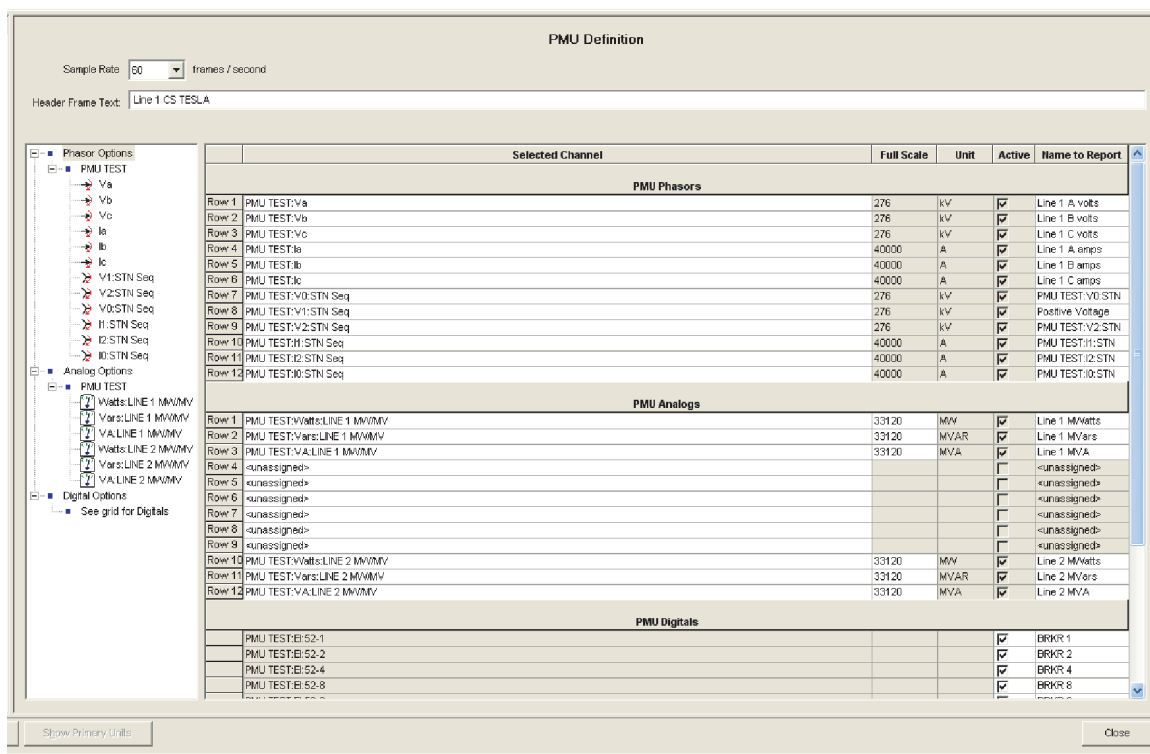 PMU Definition
Sample Rate 60 frames / second
Header Frame Text: Line 1 CS TESLA
Phasor Options
PMU TEST
Va
Vb
Vc
Ia
Ib
Ic
V1:STN Seq
V2:STN Seq
V0:STN Seq
I1:STN Seq
I2:STN Seq
I0:STN Seq
Analog Options
PMU TEST
Watts:LINE 1 MW/MV
Vars:LINE 1 MW/MV
VA:LINE 1 MW/MV
Watts:LINE 2 MW/MV
Vars:LINE 2 MW/MV
VA:LINE 2 MW/MV
Digital Options
See grid for Digitals
Selected Channel Full Scale Unit Active Name to Report
PMU Phasors
Row 1 PMU TEST:Va 276 kV Line 1 A volts
Row 2 PMU TEST:Vb 276 kV Line 1 B volts
Row 3 PMU TEST:Vc 276 kV Line 1 C volts
Row 4 PMU TEST:Ia 40000 A Line 1 A amps
Row 5 PMU TEST:Ib 40000 A Line 1 B amps
Row 6 PMU TEST:Ic 40000 A Line 1 C amps
Row 7 PMU TEST:V0:STN Seq 276 kV PMU TEST:V0:STN
Row 8 PMU TEST:V1:STN Seq 276 kV Positive Voltage
Row 9 PMU TEST:V2:STN Seq 276 kV PMU TEST:V2:STN
Row 10 PMU TEST:I1:STN Seq 40000 A PMU TEST:I1:STN
Row 11 PMU TEST:I2:STN Seq 40000 A PMU TEST:I2:STN
Row 12 PMU TEST:I0:STN Seq 40000 A PMU TEST:I0:STN
PMU Analogs
Row 1 PMU TEST:Watts:LINE 1 MW/MV 33120 MW Line 1 MWatts
Row 2 PMU TEST:Vars:LINE 1 MW/MV 33120 MVAR Line 1 MVars
Row 3 PMU TEST:VA:LINE 1 MW/MV 33120 MVA Line 1 MVA
Row 4 <unassigned> <unassigned>
Row 5 <unassigned> <unassigned>
Row 6 <unassigned> <unassigned>
Row 7 <unassigned> <unassigned>
Row 8 <unassigned> <unassigned>
Row 9 <unassigned> <unassigned>
Row 10 PMU TEST:Watts:LINE 2 MW/MV 33120 MW Line 2 MWatts
Row 11 PMU TEST:Vars:LINE 2 MW/MV 33120 MVAR Line 2 MVars
Row 12 PMU TEST:VA:LINE 2 MW/MV 33120 MVA Line 2 MVA
PMU Digitals
PMU TEST:EI:52-1 BRKR 1
PMU TEST:EI:52-2 BRKR 2
PMU TEST:EI:52-4 BRKR 4
PMU TEST:EI:52-8 BRKR 8
Show Primary Units
Close